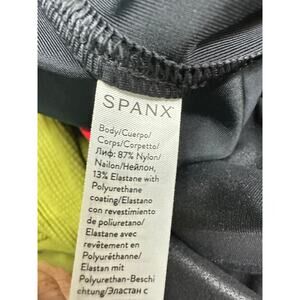 SPANX
Body/Cuerpo/
Corps/Corpetto/
Лиф: 87% Nylon/
Nailon/Нейлон,
13% Elastane with
Polyurethane
coating/Elastano
con revestimiento
de poliuretano/
Elastane avec
revêtement en
Polyuréthane/
Elastan mit
Polyurethan-Beschi
chtung/Эластан с